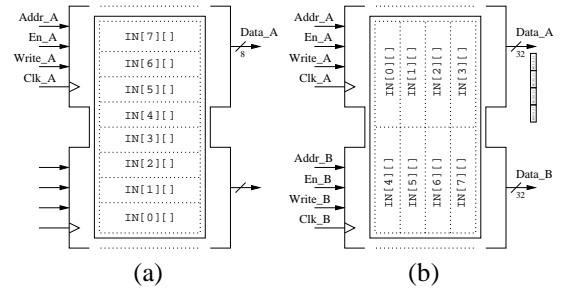 Addr_A
En_A
Write_A
Clk_A
IN[7][]
IN[6][]
IN[5][]
IN[4][]
IN[3][]
IN[2][]
IN[1][]
IN[0][]
Data_A
8
(a)
Addr_A
En_A
Write_A
Clk_A
Addr_B
En_B
Write_B
Clk_B
IN[0][]
IN[1][]
IN[2][]
IN[3][]
IN[4][]
IN[5][]
IN[6][]
IN[7][]
Data_A
32
Data_B
32
(b)